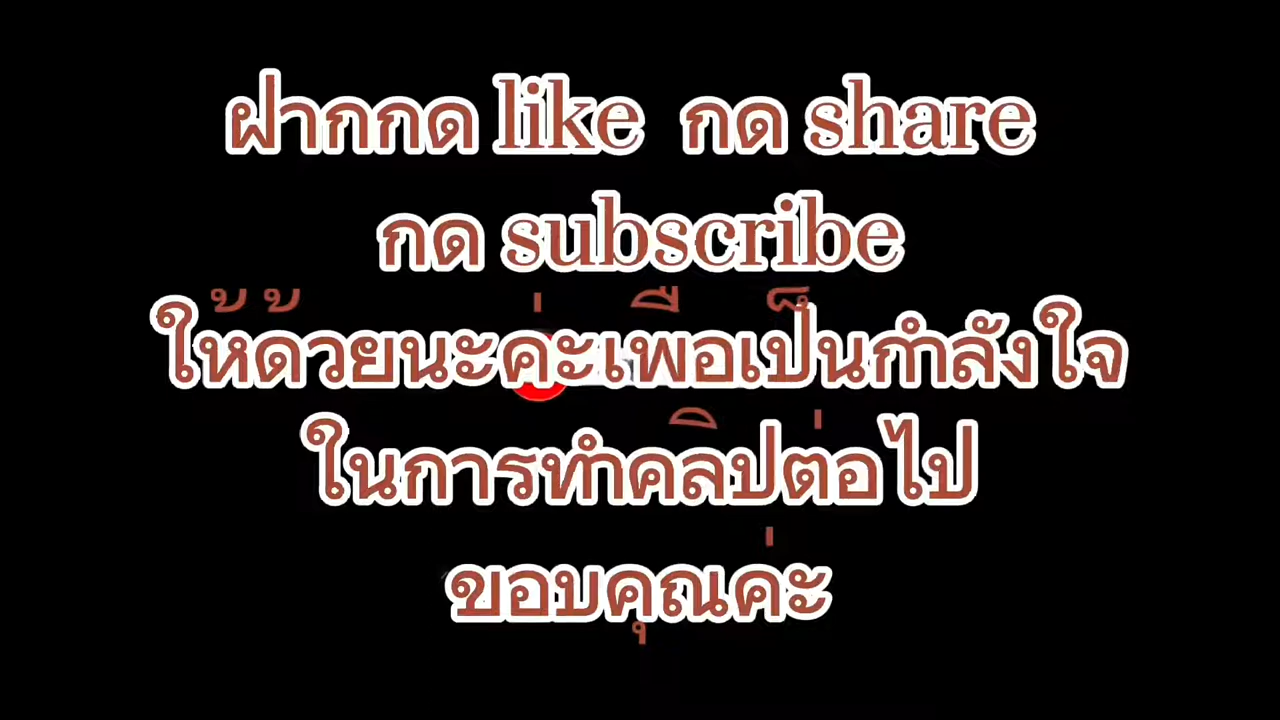 ฝากกด like กด share
กด subscribe
ให้ด้วยนะค่ะเพื่อเป็นกำลังใจ
ในการทำคลิปต่อไป
ขอบคุณค่ะ